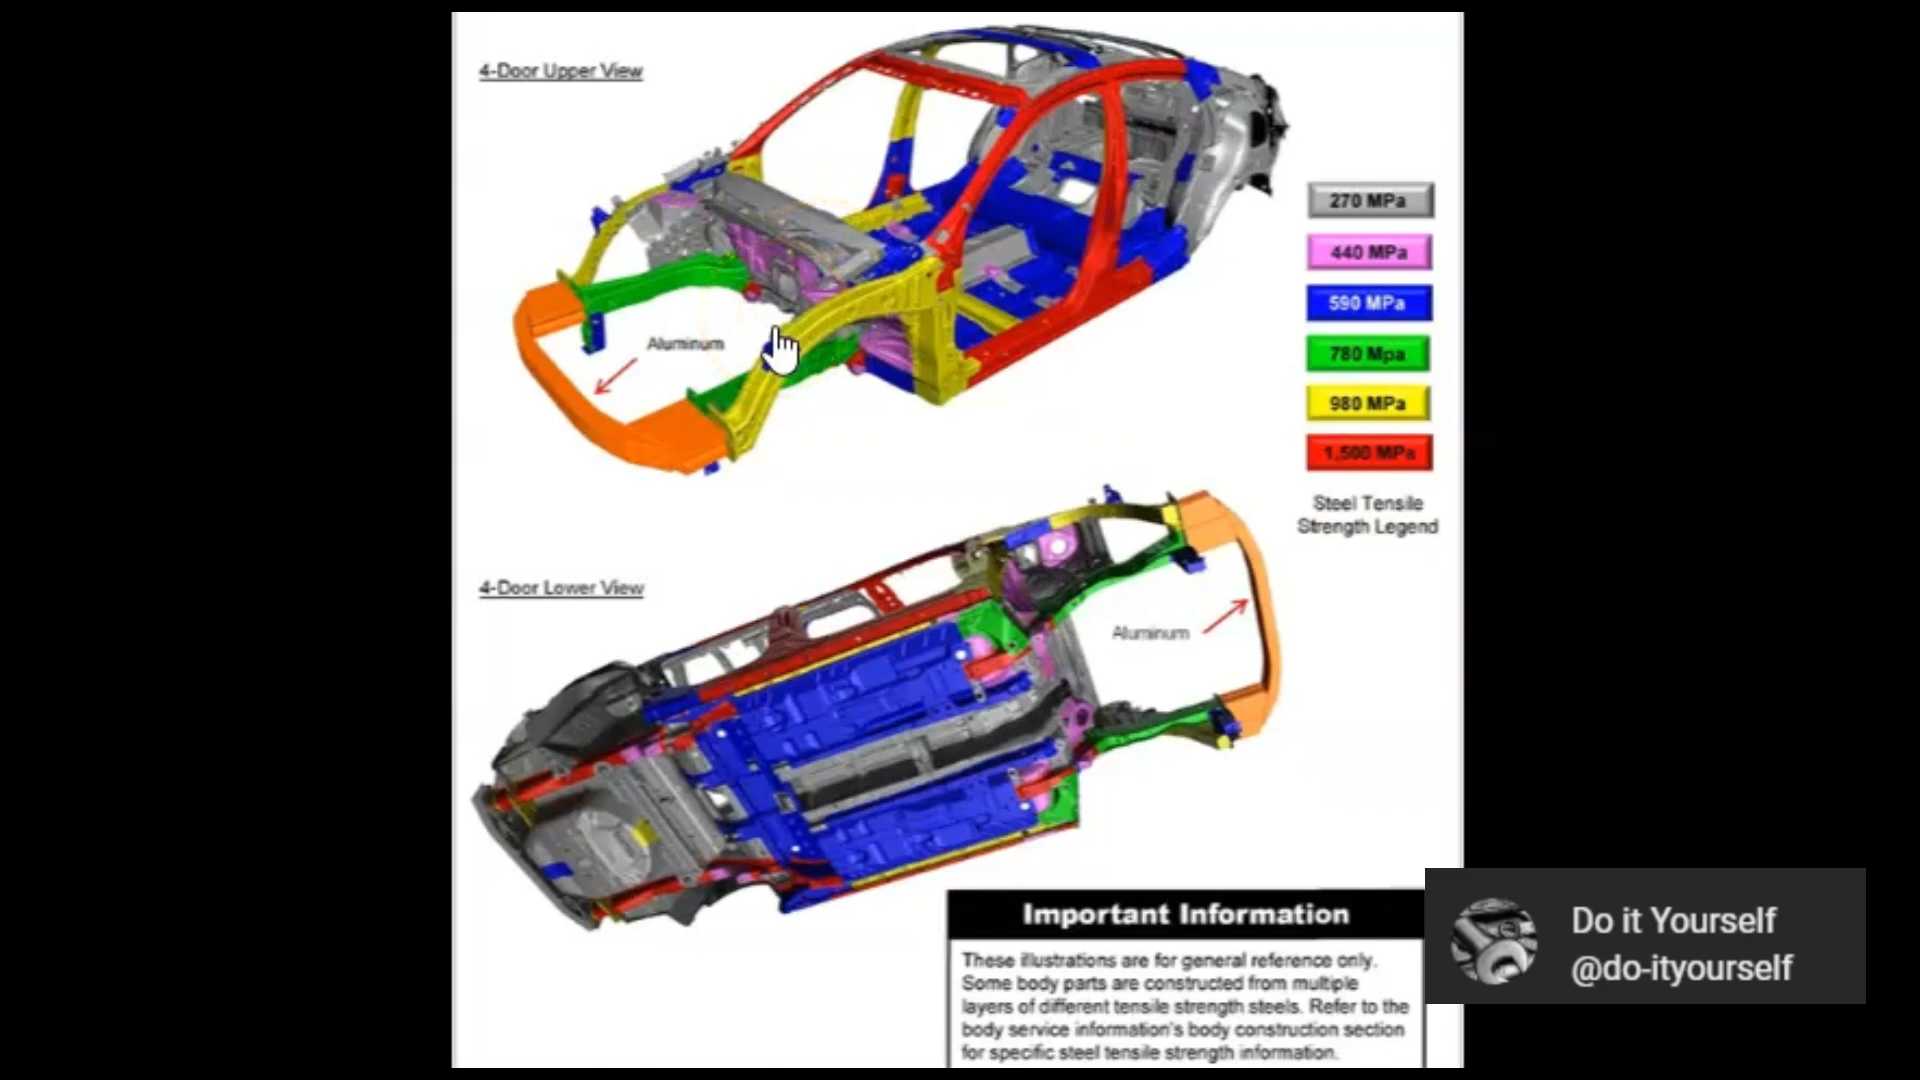 4-Door Upper View
270 MPa
440 MPa
590 MPa
780 Mpa
980 MPa
1,500 MPa
Steel Tensile
Strength Legend
Aluminum
4-Door Lower View
Aluminum
Important Information
These illustrations are for general reference only.
Some body parts are constructed from multiple
layers of different tensile strength steels. Refer to the
body service information's body construction section
for specific steel tensile strength information.
Do it Yourself
@do-ityourself